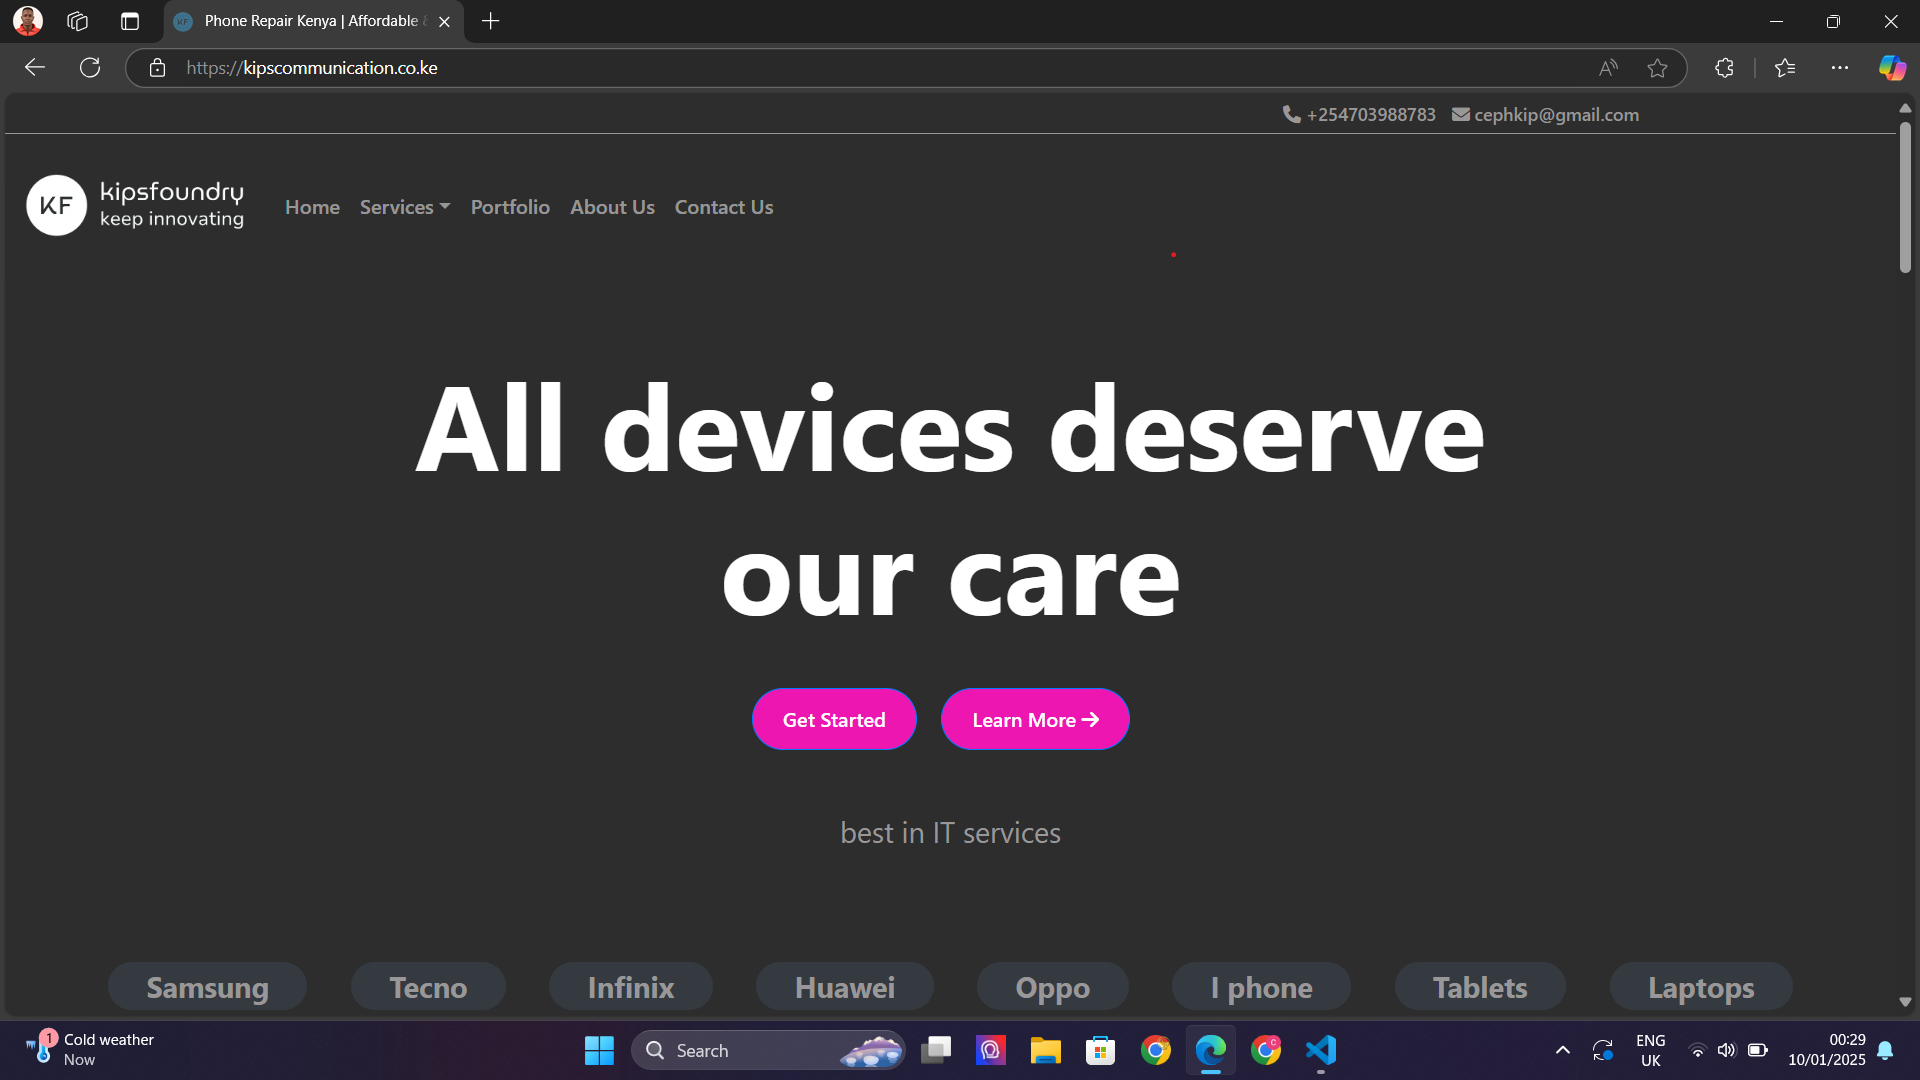 Phone Repair Kenya | Affordable
https://kipscommunication.co.ke
+254703988783 cephkip@gmail.com
KF kipsfoundry
keep innovating
Home Services Portfolio About Us Contact Us
All devices deserve
our care
Get Started Learn More
best in IT services
Samsung Tecno Infinix Huawei Oppo I phone Tablets Laptops
1 Cold weather
Now
Search
ENG
UK
00:29
10/01/2025